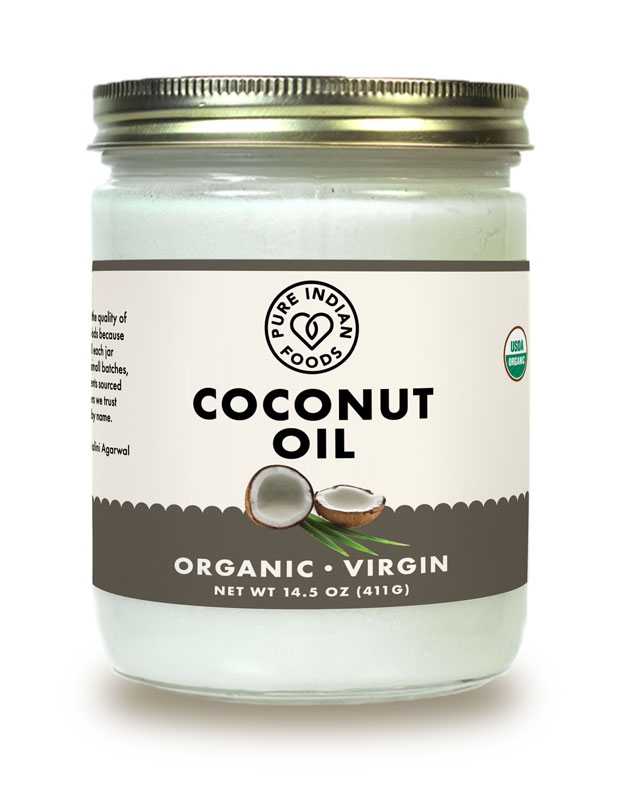 PURE INDIAN
FOODS
the quality of
because
each jar
small batches,
sourced
we trust
by name.
Agarwal
USDA
ORGANIC
COCONUT
OIL
ORGANIC • VIRGIN
NET WT 14.5 OZ (411G)